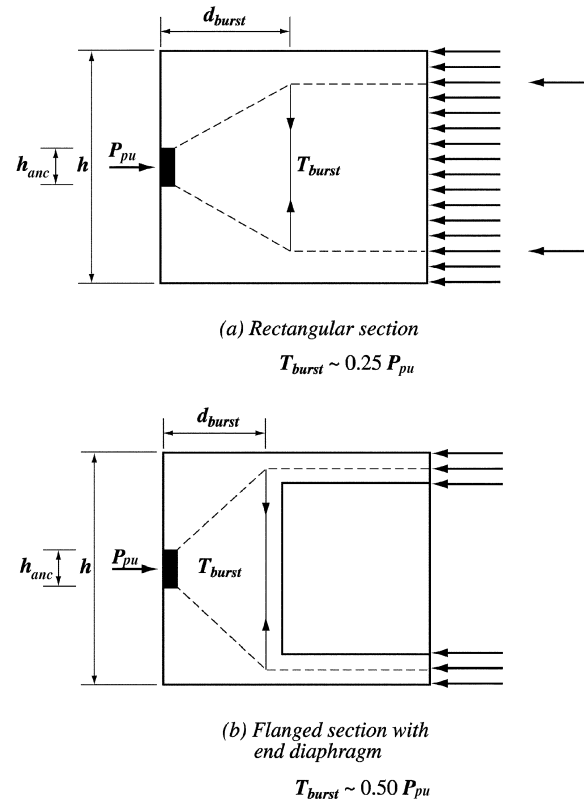 d_burst
h_anc
h
P_pu
T_burst
(a) Rectangular section
T_burst ~ 0.25 P_pu
d_burst
h_anc
h
P_pu
T_burst
(b) Flanged section with
end diaphragm
T_burst ~ 0.50 P_pu